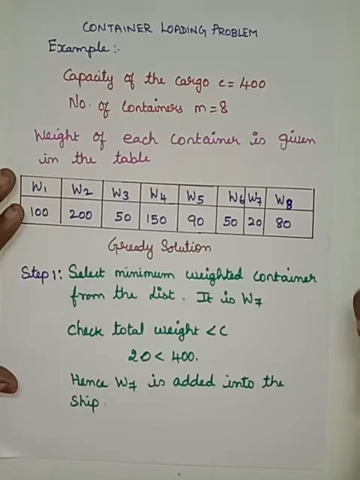 CONTAINER LOADING PROBLEM
Example:-
Capacity of the cargo c=400
No. of Containers m=8
Weight of each container is given
in the table
W1 W2 W3 W4 W5 W6 W7 W8
100 200 50 150 90 50 20 80
Gready Solution
Step 1: Select minimum weighted container
from the list. It is W7
check total weight <C
20 < 400.
Hence W7 is added into the
Ship.